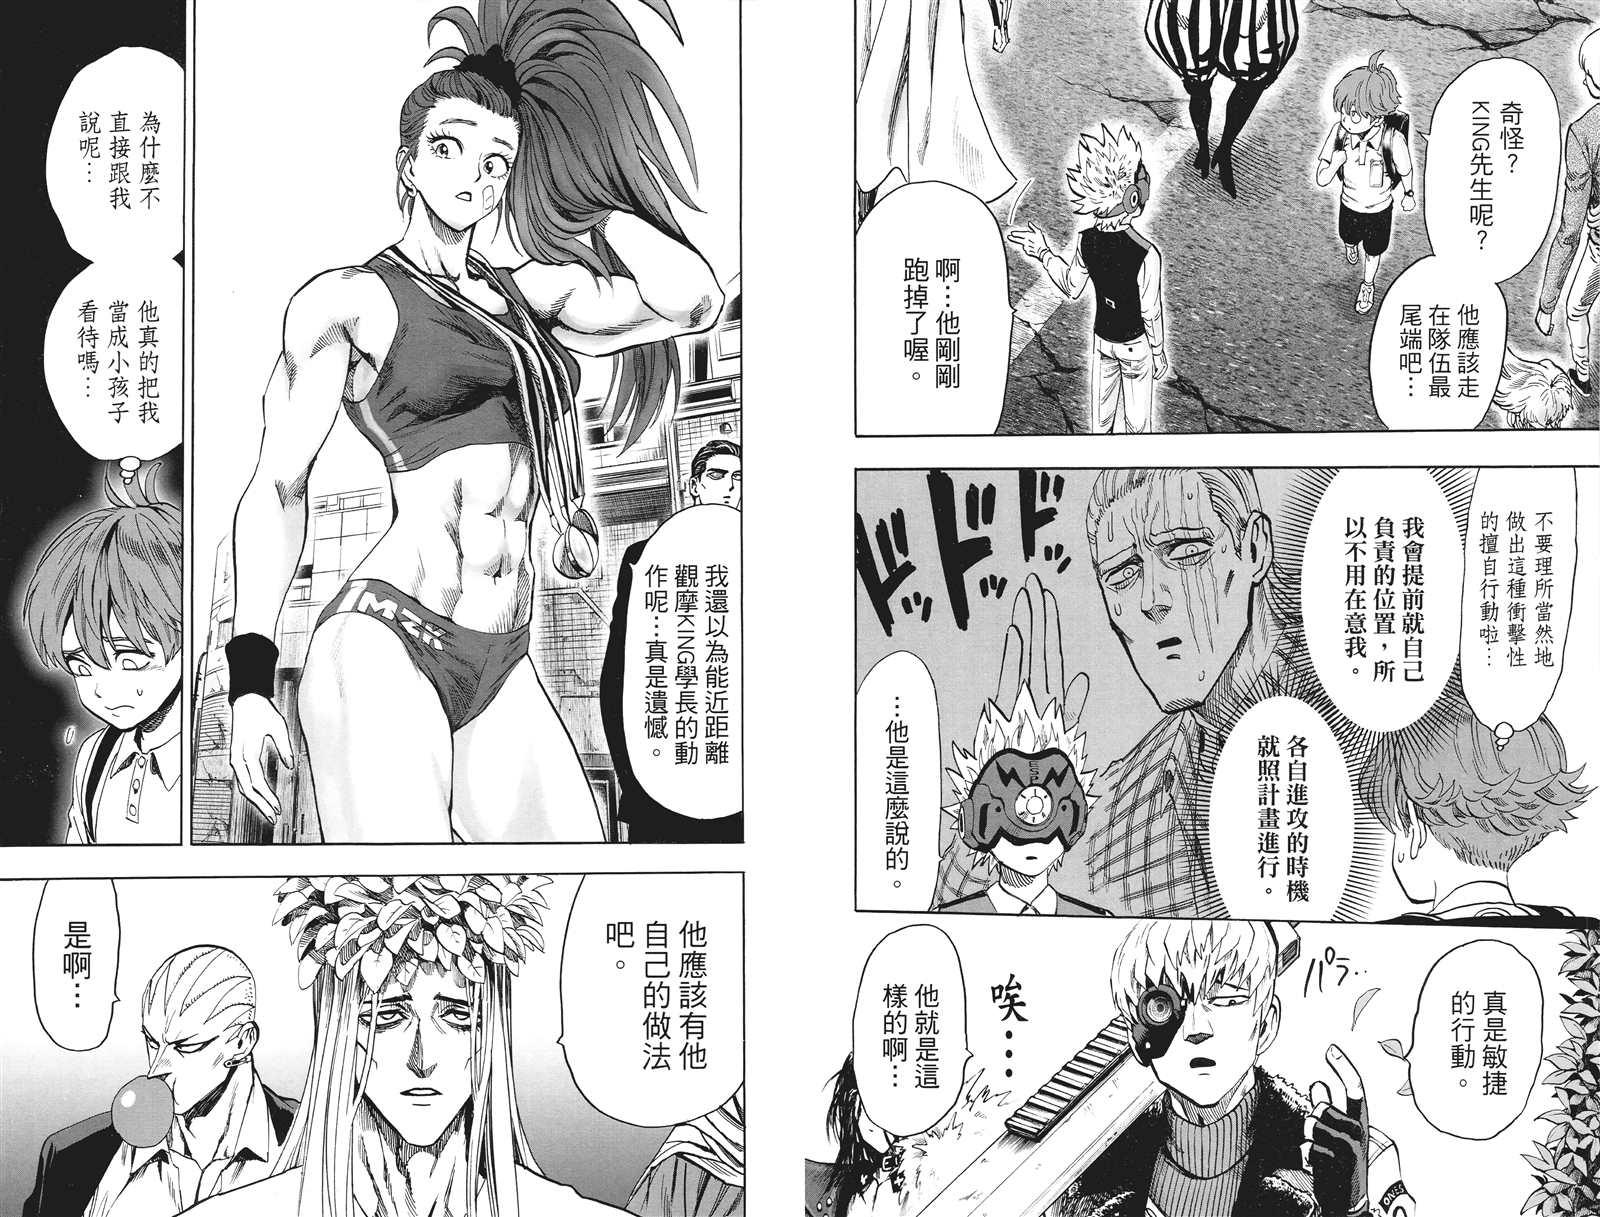 奇怪？
KING先生呢？
他應該走
在隊伍最
尾端吧…
啊…他剛剛
跑掉了喔。
不要理所當然地
做出這種衝擊性
的擅自行動啦…
我會提前就自己
負責的位置，所
以不用在意我。
各自進攻的時機
就照計畫進行。
ドドド
ESP
…他是這麼說的。
真是敏捷
的行動。
パラ…
唉…
他就是這
樣的啊…
我還以為能近距離
觀摩KING學長的動
作呢…真是遺憾。
MZK
為什麼不
直接跟我
說呢…
他真的把我
當成小孩子
看待嗎…
他應該有他
自己的做法
吧。
是啊…